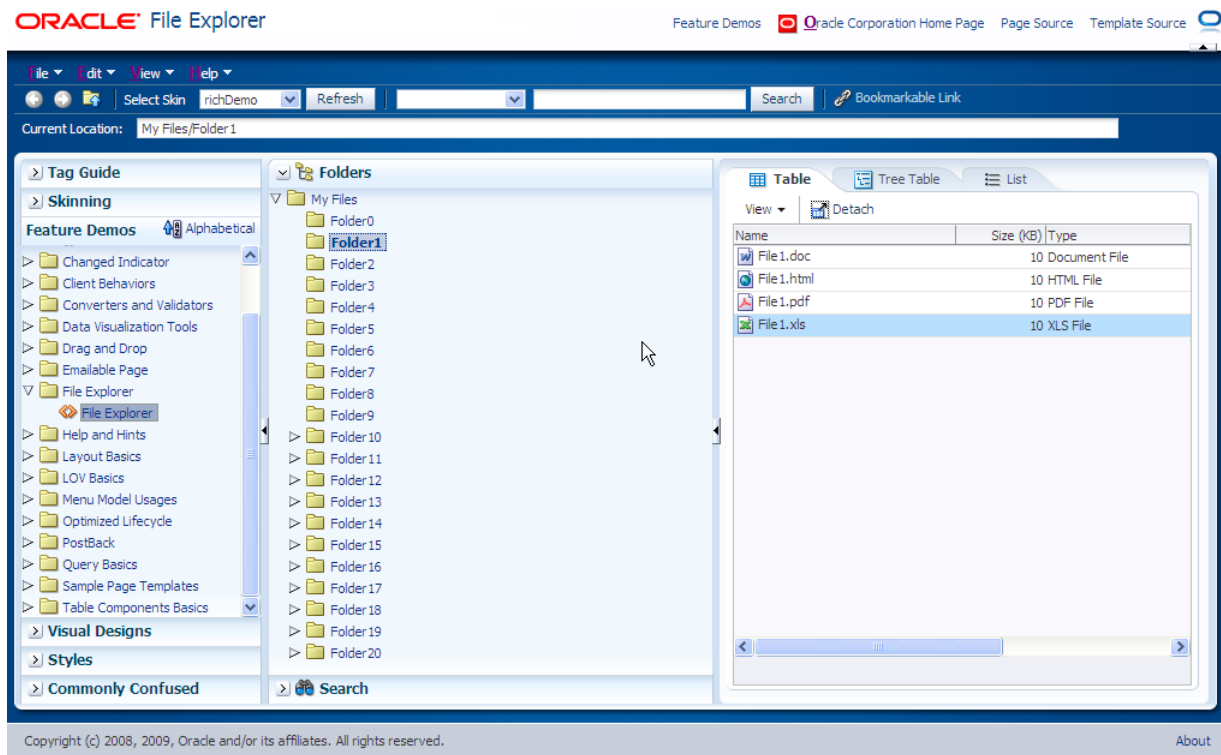 ORACLE File Explorer
Feature Demos Oracle Corporation Home Page Page Source Template Source
File Edit View Help
Select Skin richDemo Refresh Search Bookmarkable Link
Current Location: My Files/Folder1
Tag Guide
Skinning
Feature Demos Alphabetical
Changed Indicator
Client Behaviors
Converters and Validators
Data Visualization Tools
Drag and Drop
Emailable Page
File Explorer
File Explorer
Help and Hints
Layout Basics
LOV Basics
Menu Model Usages
Optimized Lifecycle
PostBack
Query Basics
Sample Page Templates
Table Components Basics
Visual Designs
Styles
Commonly Confused
Folders
My Files
Folder0
Folder1
Folder2
Folder3
Folder4
Folder5
Folder6
Folder7
Folder8
Folder9
Folder10
Folder11
Folder12
Folder13
Folder14
Folder15
Folder16
Folder17
Folder18
Folder19
Folder20
Search
Table Tree Table List
View Detach
Name Size (KB) Type
File1.doc 10 Document File
File1.html 10 HTML File
File1.pdf 10 PDF File
File1.xls 10 XLS File
Copyright (c) 2008, 2009, Oracle and/or its affiliates. All rights reserved.
About